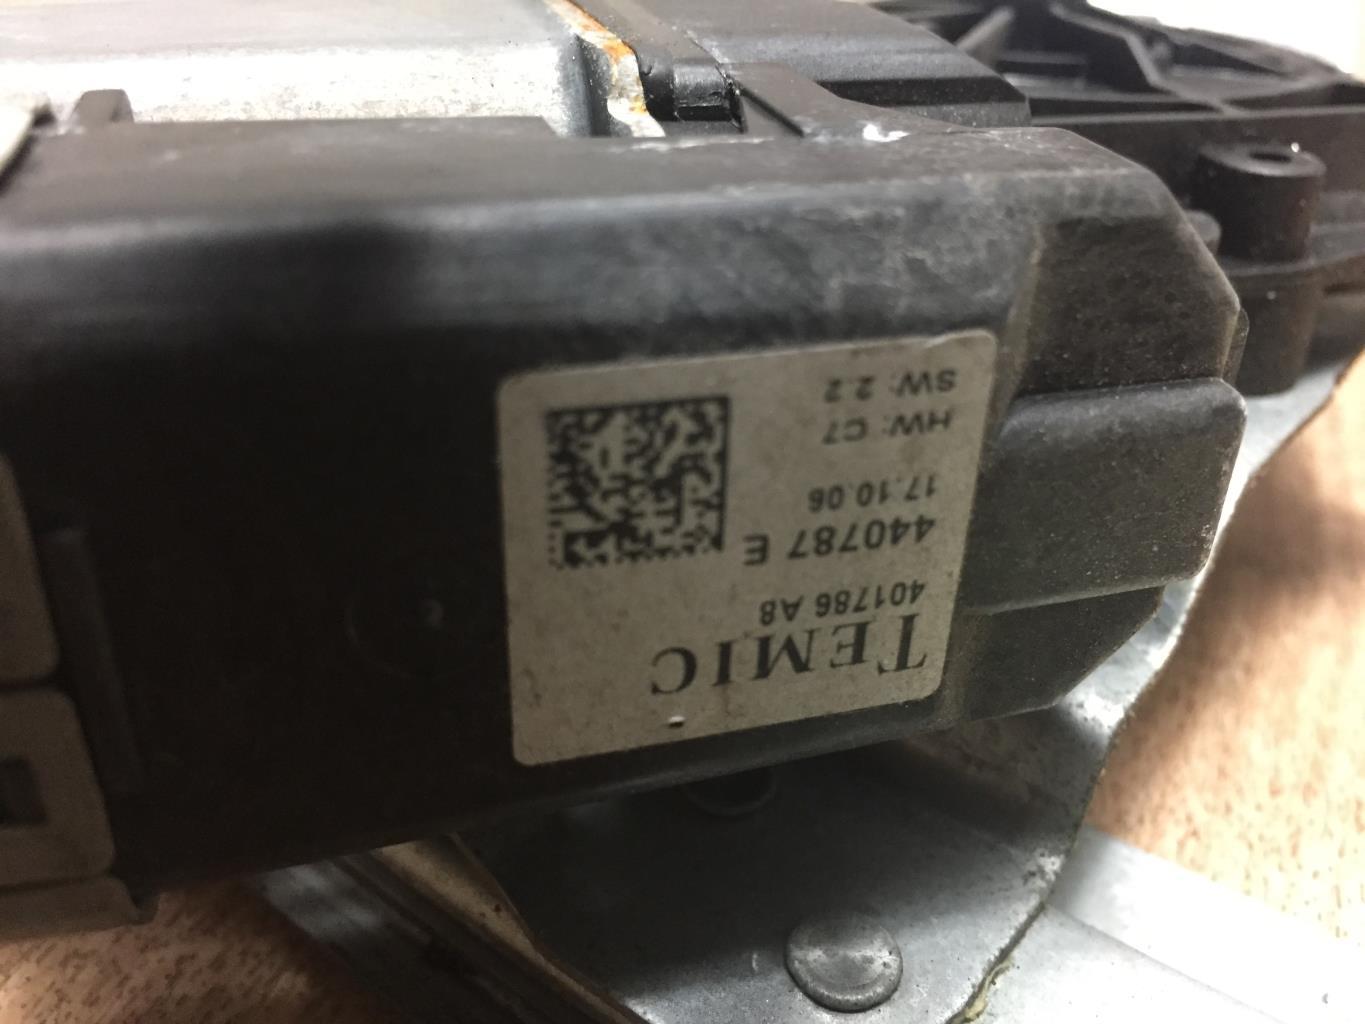 TEMIC
401786 A8
440787 E
17.10.06
HW: C7
SW: 2.2